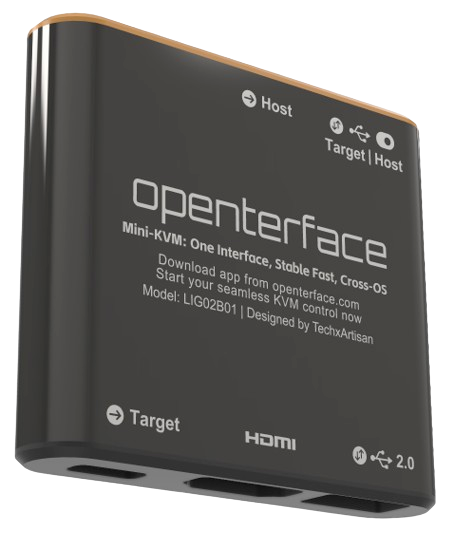 Host
Target | Host
openterface
Mini-KVM: One Interface, Stable Fast, Cross-OS
Download app from openterface.com
Start your seamless KVM control now
Model: LIG02B01 | Designed by TechxArtisan
Target
HDMI
2.0